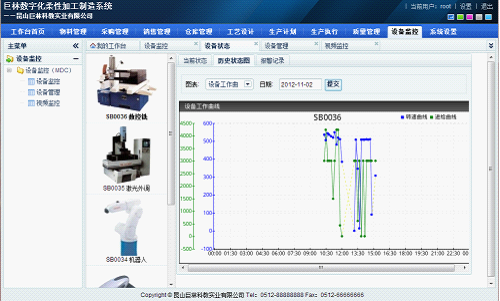 巨林数字化柔性加工制造系统
－－昆山巨林科教实业有限公司
当前用户：root | 设置 | 退出
工作台首页 物料管理 采购管理 销售管理 仓库管理 工艺设计 生产计划 生产执行 质量管理 设备监控 系统设置
主菜单 « 我的工作台 设备监控 设备状态 设备管理 视频监控
设备监控
设备监控 (MDC)
设备监控
设备管理
视频监控
SB0036 数控铣
SB0035 激光外调
SB0034 机器人
当前状态 历史状态图 报警记录
图表: 设备工作曲 日期: 2012-11-02 提交
设备工作曲线
SB0036
转速曲线 进给曲线
4500 600
4000 500
3500
3000 400
2500 300
2000
1500 200
1000 100
500
0 0
-500 -100
00:00 01:30 03:00 04:30 06:00 07:30 09:00 10:30 12:00 13:30 15:00 16:30 18:00 19:30 21:00 22:30 00
Copyright © 昆山巨林科教实业有限公司 Tel: 0512-88888888 Fax: 0512-66666666